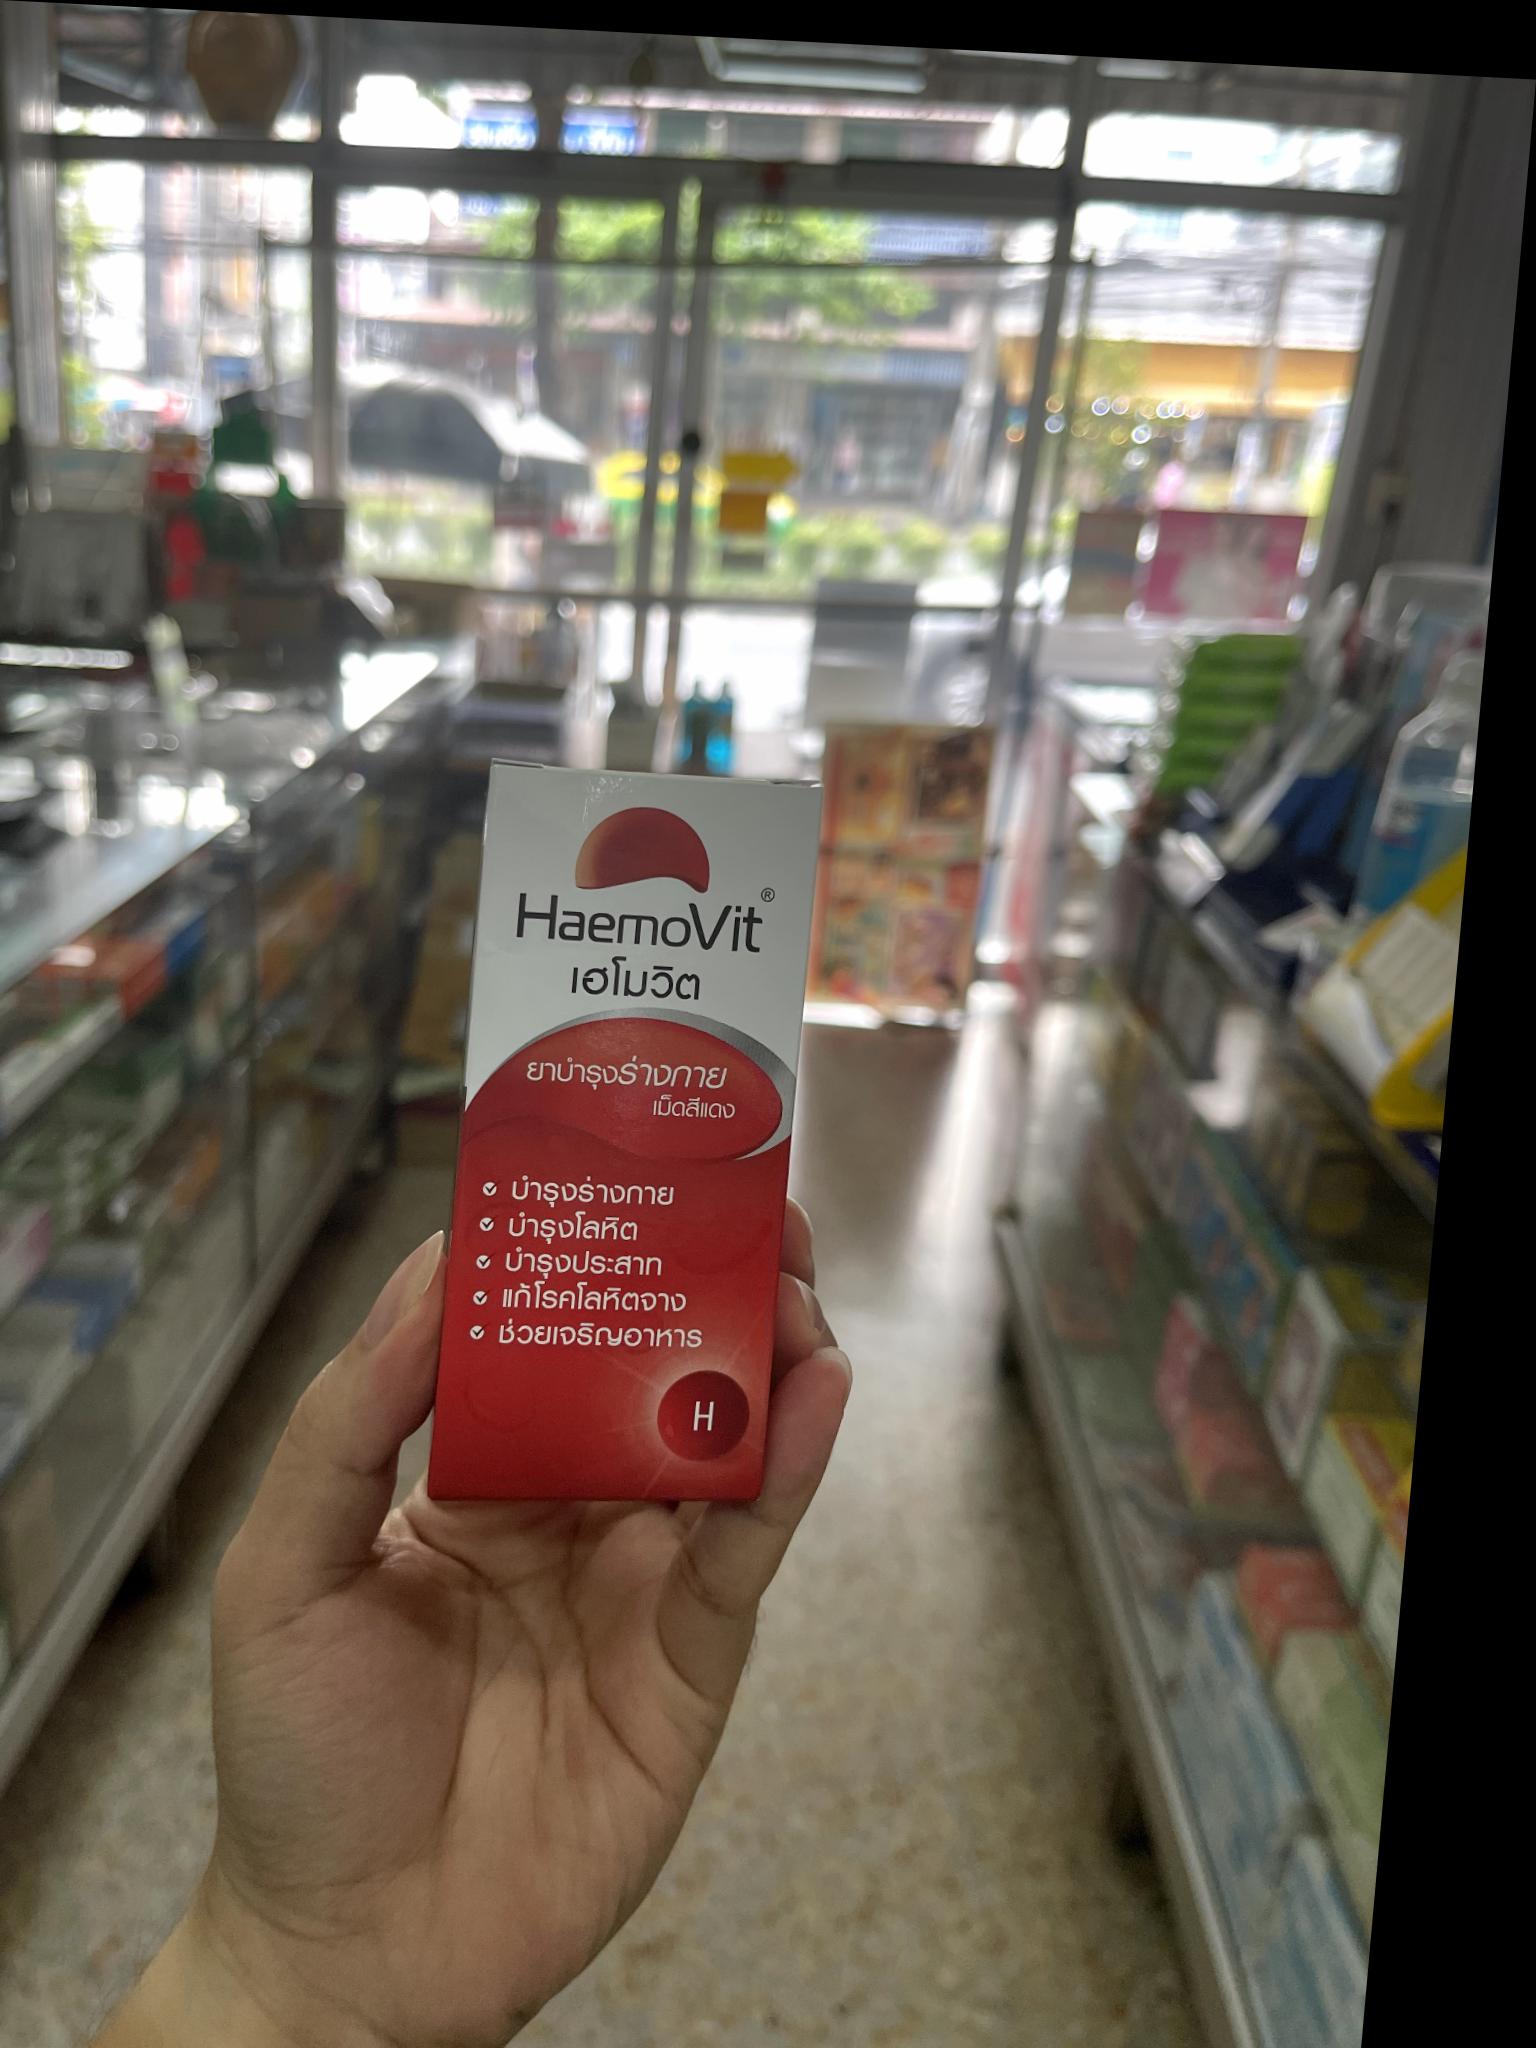 HaemoVit®
เฮโมวิต
ยาบำรุงร่างกาย
เม็ดสีแดง
บำรุงร่างกาย
บำรุงโลหิต
บำรุงประสาท
แก้โรคโลหิตจาง
ช่วยเจริญอาหาร
H